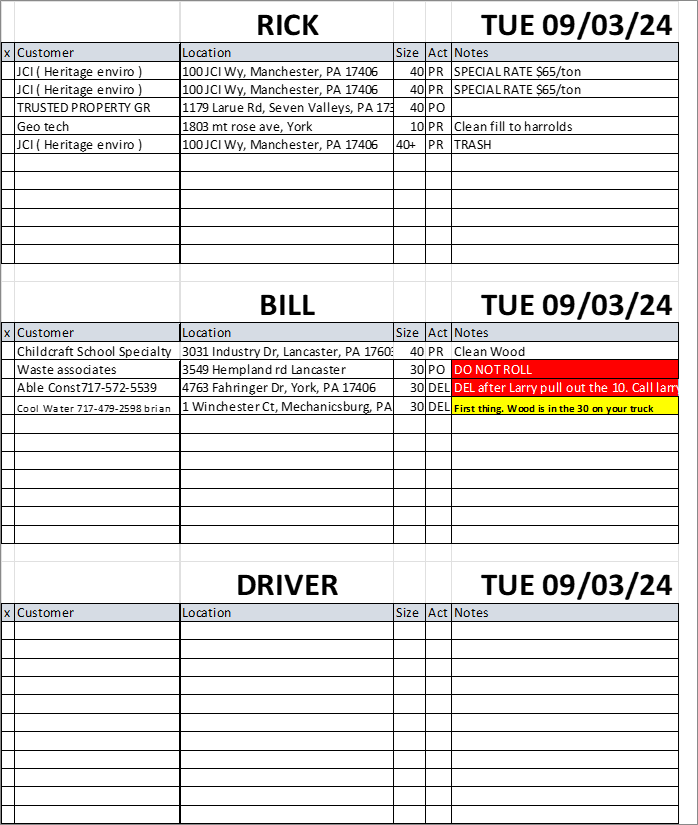 RICK TUE 09/03/24
x Customer Location Size Act Notes
JCI ( Heritage enviro ) 100 JCI Wy, Manchester, PA 17406 40 PR SPECIAL RATE $65/ton
JCI ( Heritage enviro ) 100 JCI Wy, Manchester, PA 17406 40 PR SPECIAL RATE $65/ton
TRUSTED PROPERTY GR 1179 Larue Rd, Seven Valleys, PA 173 40 PO
Geo tech 1803 mt rose ave, York 10 PR Clean fill to harrolds
JCI ( Heritage enviro ) 100 JCI Wy, Manchester, PA 17406 40+ PR TRASH
BILL TUE 09/03/24
x Customer Location Size Act Notes
Childcraft School Specialty 3031 Industry Dr, Lancaster, PA 1760 40 PR Clean Wood
Waste associates 3549 Hempland rd Lancaster 30 PO DO NOT ROLL
Able Const717-572-5539 4763 Fahringer Dr, York, PA 17406 30 DEL DEL after Larry pull out the 10. Call larr
Cool Water 717-479-2598 brian 1 Winchester Ct, Mechanicsburg, PA 30 DEL First thing. Wood is in the 30 on your truck
DRIVER TUE 09/03/24
x Customer Location Size Act Notes